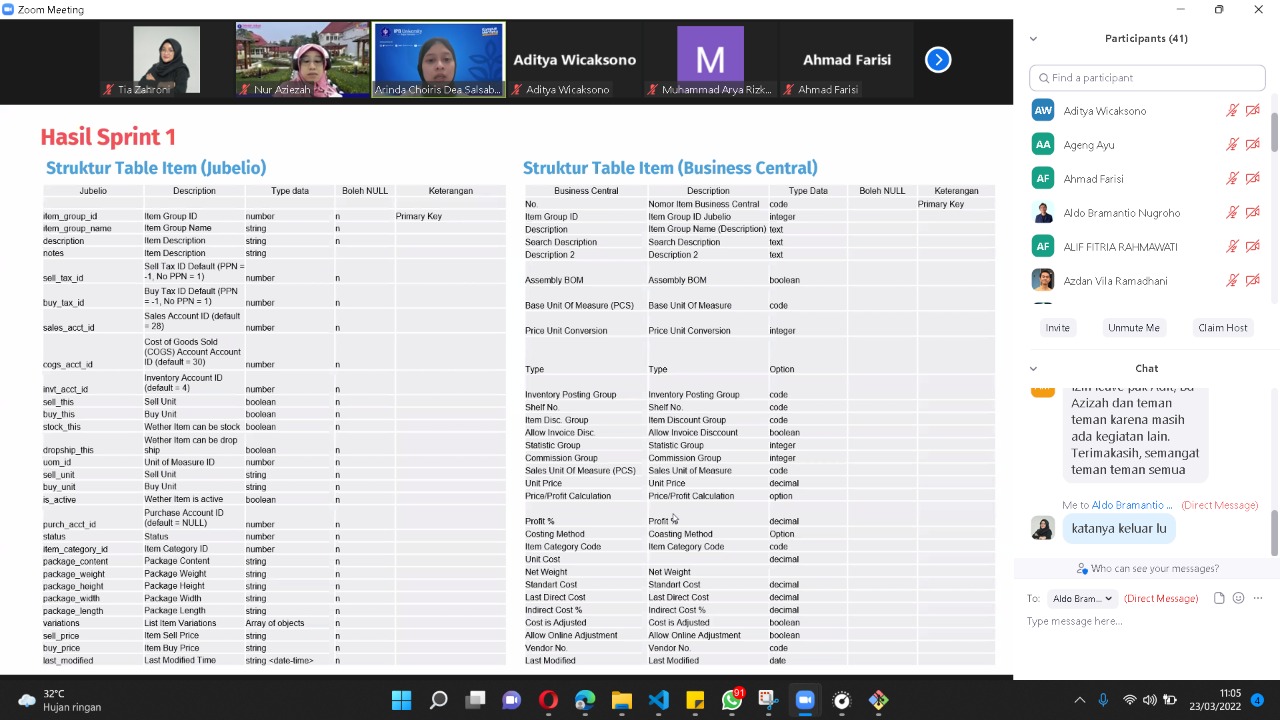 Zoom Meeting
Tia Zahroni
Nur Aziezah
IPB University
Arinda Choiris Dea Salsab...
Aditya Wicaksono
Aditya Wicaksono
M
Muhammad Arya Rizk...
Ahmad Farisi
Ahmad Farisi
Hasil Sprint 1
Struktur Table Item (Jubelio)
Jubelio Description Type data Boleh NULL Keterangan
item_group_id Item Group ID number n Primary Key
item_group_name Item Group Name string n
description Item Description string n
notes Item Description string
sell_tax_id Sell Tax ID Default (PPN = -1, No PPN = 1) number n
buy_tax_id Buy Tax ID Default (PPN = -1, No PPN = 1) number n
sales_acct_id Sales Account ID (default = 28) number n
cogs_acct_id Cost of Goods Sold (COGS) Account Account ID (default = 30) number n
invt_acct_id Inventory Account ID (default = 4) number n
sell_this Sell Unit boolean n
buy_this Buy Unit boolean n
stock_this Wether Item can be stock boolean n
dropship_this Wether Item can be drop ship boolean n
uom_id Unit of Measure ID number n
sell_unit Sell Unit string n
buy_unit Buy Unit string n
is_active Wether Item is active boolean n
purch_acct_id Purchase Account ID (default = NULL) number n
status Status number n
item_category_id Item Category ID number n
package_content Package Content string n
package_weight Package Weight string n
package_height Package Height string n
package_width Package Width string n
package_length Package Length string n
variations List Item Variations Array of objects n
sell_price Item Sell Price string n
buy_price Item Buy Price string n
last_modified Last Modified Time string <date-time> n
Struktur Table Item (Business Central)
Business Central Description Type Data Boleh NULL Keterangan
No. Nomor Item Business Central code Primary Key
Item Group ID Item Group ID Jubelio integer
Description Item Group Name (Description) text
Search Description Search Description text
Description 2 Description 2 text
Assembly BOM Assembly BOM boolean
Base Unit Of Measure (PCS) Base Unit Of Measure code
Price Unit Conversion Price Unit Conversion integer
Type Type Option
Inventory Posting Group Inventory Posting Group code
Shelf No. Shelf No. code
Item Disc. Group Item Discount Group code
Allow Invoice Disc. Allow Invoice Disccount boolean
Statistic Group Statistic Group integer
Commission Group Commission Group integer
Sales Unit Of Measure (PCS) Sales Unit of Measure code
Unit Price Unit Price decimal
Price/Profit Calculation Price/Profit Calculation option
Profit % Profit % decimal
Costing Method Coasting Method Option
Item Category Code Item Category Code code
Unit Cost decimal
Net Weight Net Weight
Standart Cost Standart Cost decimal
Last Direct Cost Last Direct Cost decimal
Indirect Cost % Indirect Cost % decimal
Cost is Adjusted Cost is Adjusted boolean
Allow Online Adjustment Allow Online Adjustment boolean
Vendor No. Vendor No. code
Last Modified Last Modified date
Participants (41)
Find a participant
AW Aditya Wicaksono
AA Ageng Ayu
AF Ahmad Farisi
Aldo Bramanto Nugroho
AF ALIF FITRIA RAHMAWATI
Azdan Vila Ramadhani
Invite Unmute Me Claim Host
Chat
Azizah dan teman
teman karena masih
ada kegiatan lain.
Terimakasih, semangat
teman teman semua
Me to Aldo Bramantio ... (Direct Message)
katanya keluar lu
Who can see your messages?
To: Aldo Bram... (Direct Message)
Type message here...
32°C
Hujan ringan
91
11:05
23/03/2022
4